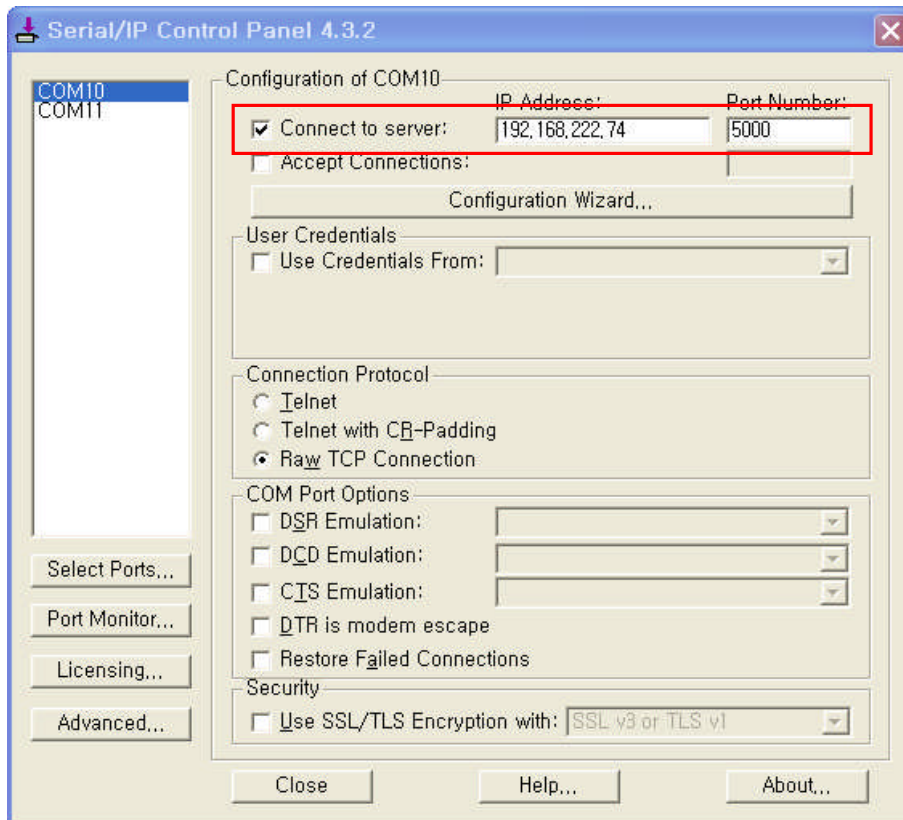 Serial/IP Control Panel 4.3.2
COM10
COM11
Configuration of COM10
IP Address:
Port Number:
Connect to server:
192,168,222,74
5000
Accept Connections:
Configuration Wizard,,,
User Credentials
Use Credentials From:
Connection Protocol
Telnet
Telnet with CR-Padding
Raw TCP Connection
COM Port Options
DSR Emulation:
DCD Emulation:
CTS Emulation:
DTR is modem escape
Restore Failed Connections
Security
Use SSL/TLS Encryption with:
SSL v3 or TLS v1
Select Ports,,,
Port Monitor,,,
Licensing,,,
Advanced,,,
Close
Help,,,
About,,,